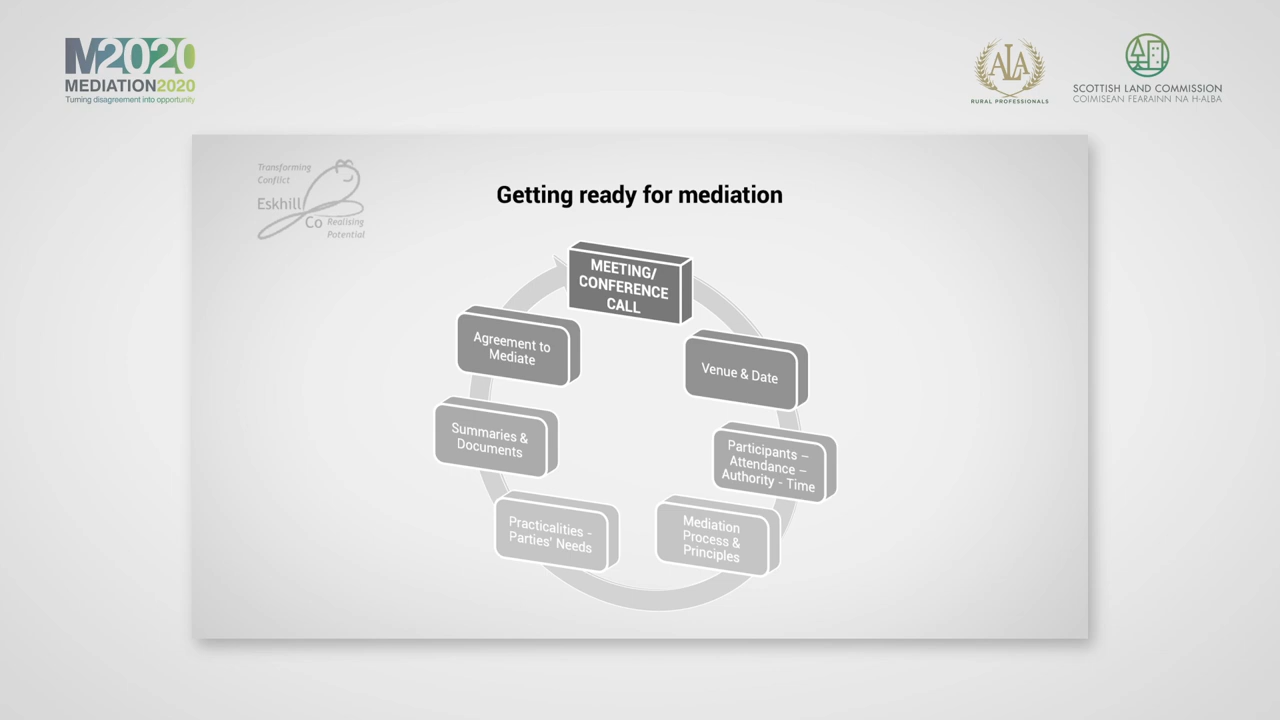 M2020
MEDIATION2020
Turning disagreement into opportunity
ALA
RURAL PROFESSIONALS
SCOTTISH LAND COMMISSION
COIMISEAN FEARAINN NA H-ALBA
Transforming
Conflict
Eskhill
Co Realising
Potential
Getting ready for mediation
MEETING/
CONFERENCE
CALL
Venue & Date
Participants –
Attendance –
Authority - Time
Mediation
Process &
Principles
Practicalities -
Parties' Needs
Summaries &
Documents
Agreement to
Mediate